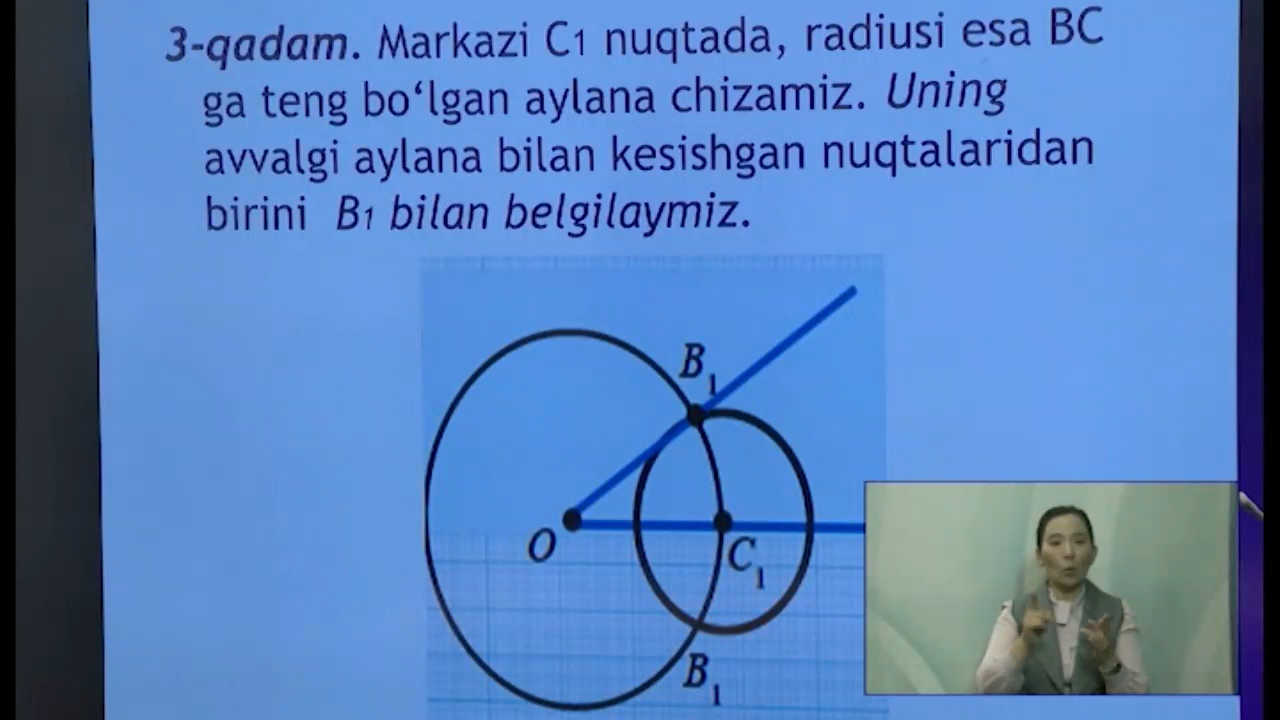 3-qadam. Markazi C1 nuqtada, radiusi esa BC
ga teng bo‘lgan aylana chizamiz. Uning
avvalgi aylana bilan kesishgan nuqtalaridan
birini B1 bilan belgilaymiz.
B1
O
C1
B1